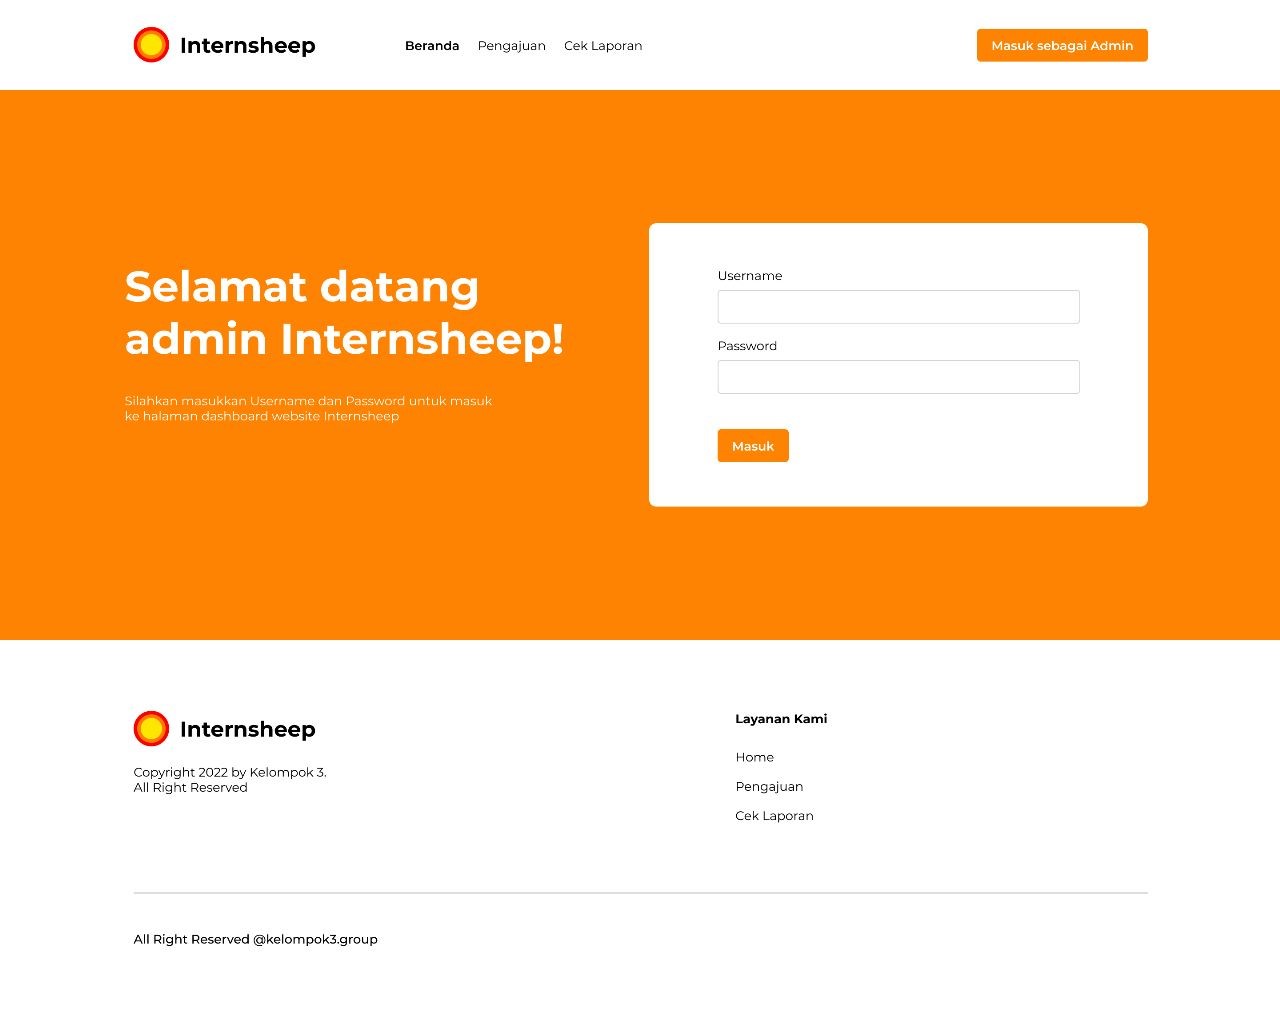 Internsheep
Beranda
Pengajuan
Cek Laporan
Masuk sebagai Admin
Selamat datang
admin Internsheep!
Silahkan masukkan Username dan Password untuk masuk
ke halaman dashboard website Internsheep
Username
Password
Masuk
Internsheep
Copyright 2022 by Kelompok 3.
All Right Reserved
Layanan Kami
Home
Pengajuan
Cek Laporan
All Right Reserved @kelompok3.group